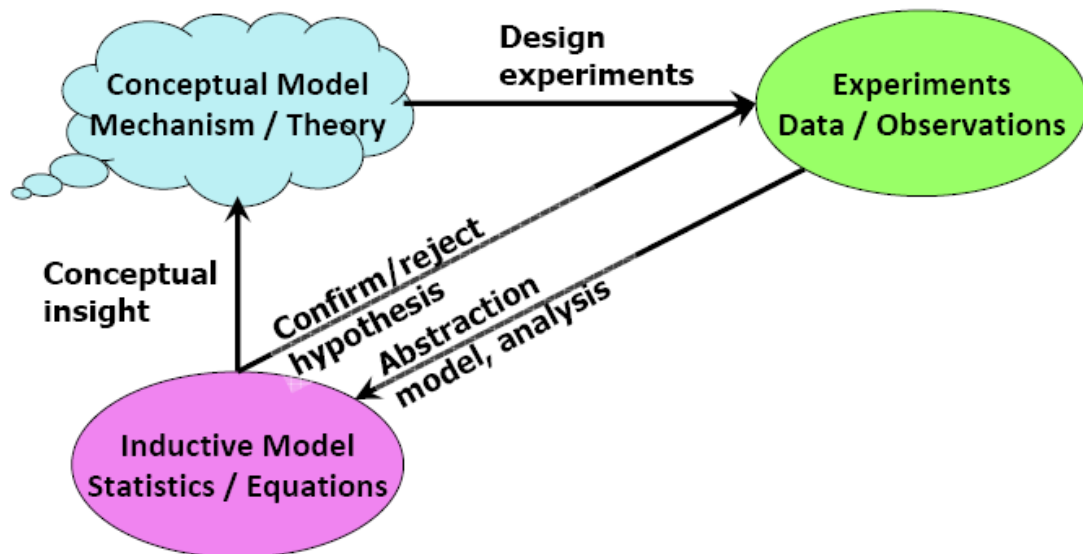 Design
experiments
Conceptual Model
Mechanism / Theory
Experiments
Data / Observations
Conceptual
insight
Confirm/reject
hypothesis
Abstraction
model, analysis
Inductive Model
Statistics / Equations